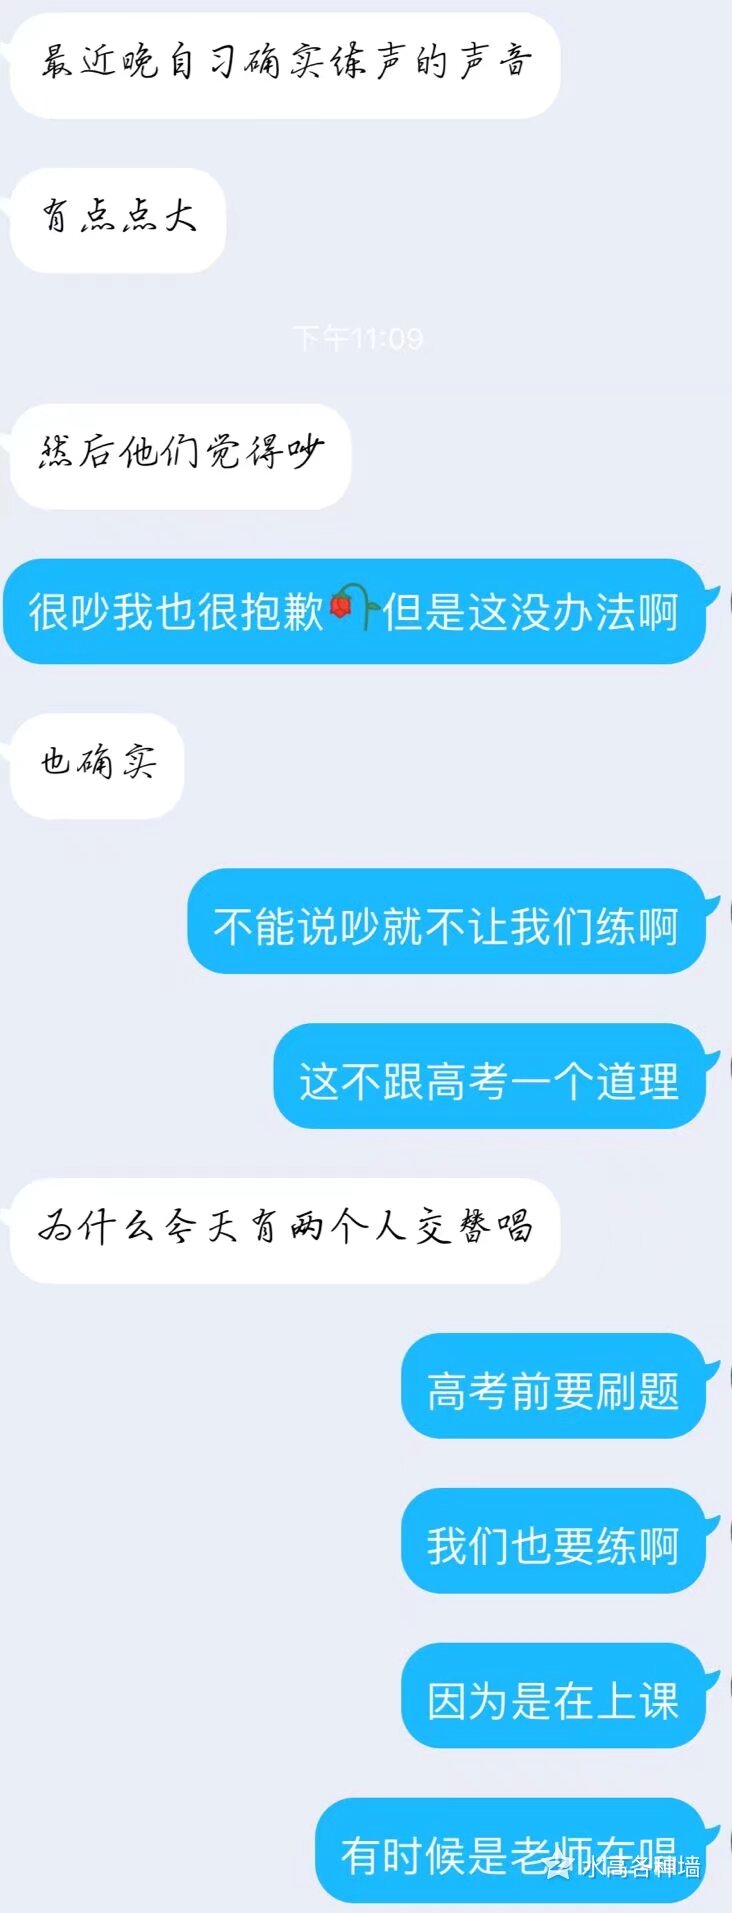 最近晚自习确实练声的声音
有点点大
下午11:09
然后他们觉得吵
很吵我也很抱歉🥀但是这没办法啊
也确实
不能说吵就不让我们练啊
这不跟高考一个道理
为什么今天有两个人交替唱
高考前要刷题
我们也要练啊
因为是在上课
有时候是老师在唱
水高各种墙